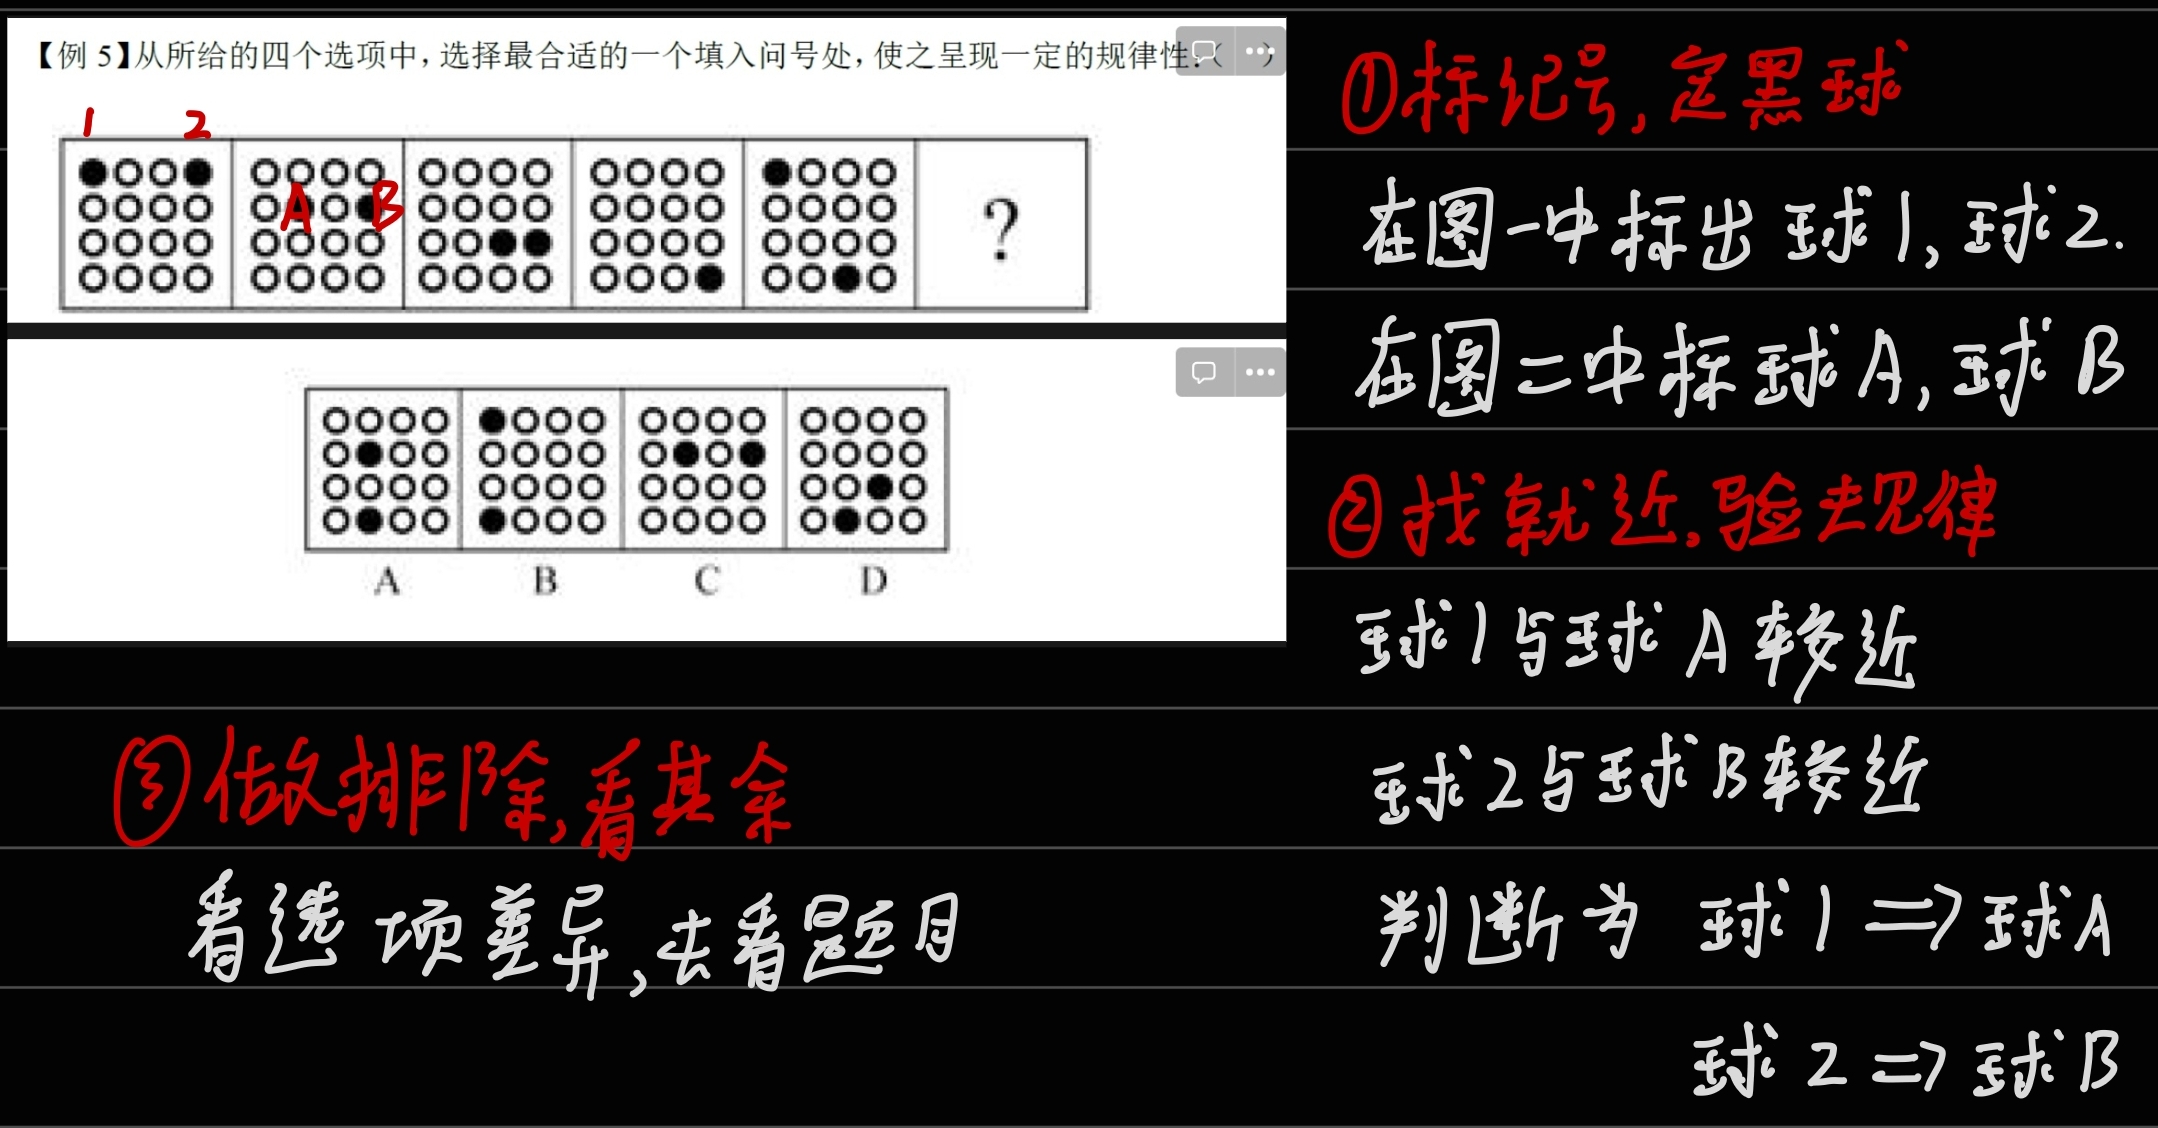 【例 5】从所给的四个选项中,选择最合适的一个填入问号处,使之呈现一定的规律性.( )
1 2
A B
?
A B C D
①标记号,定黑球
在图一中标出球1,球2.
在图二中标球A,球B
②找就近,验规律
球1与球A较近
球2与球B较近
判断为 球1=>球A
球2=>球B
③做排除,看其余
看选项差异,去看题目